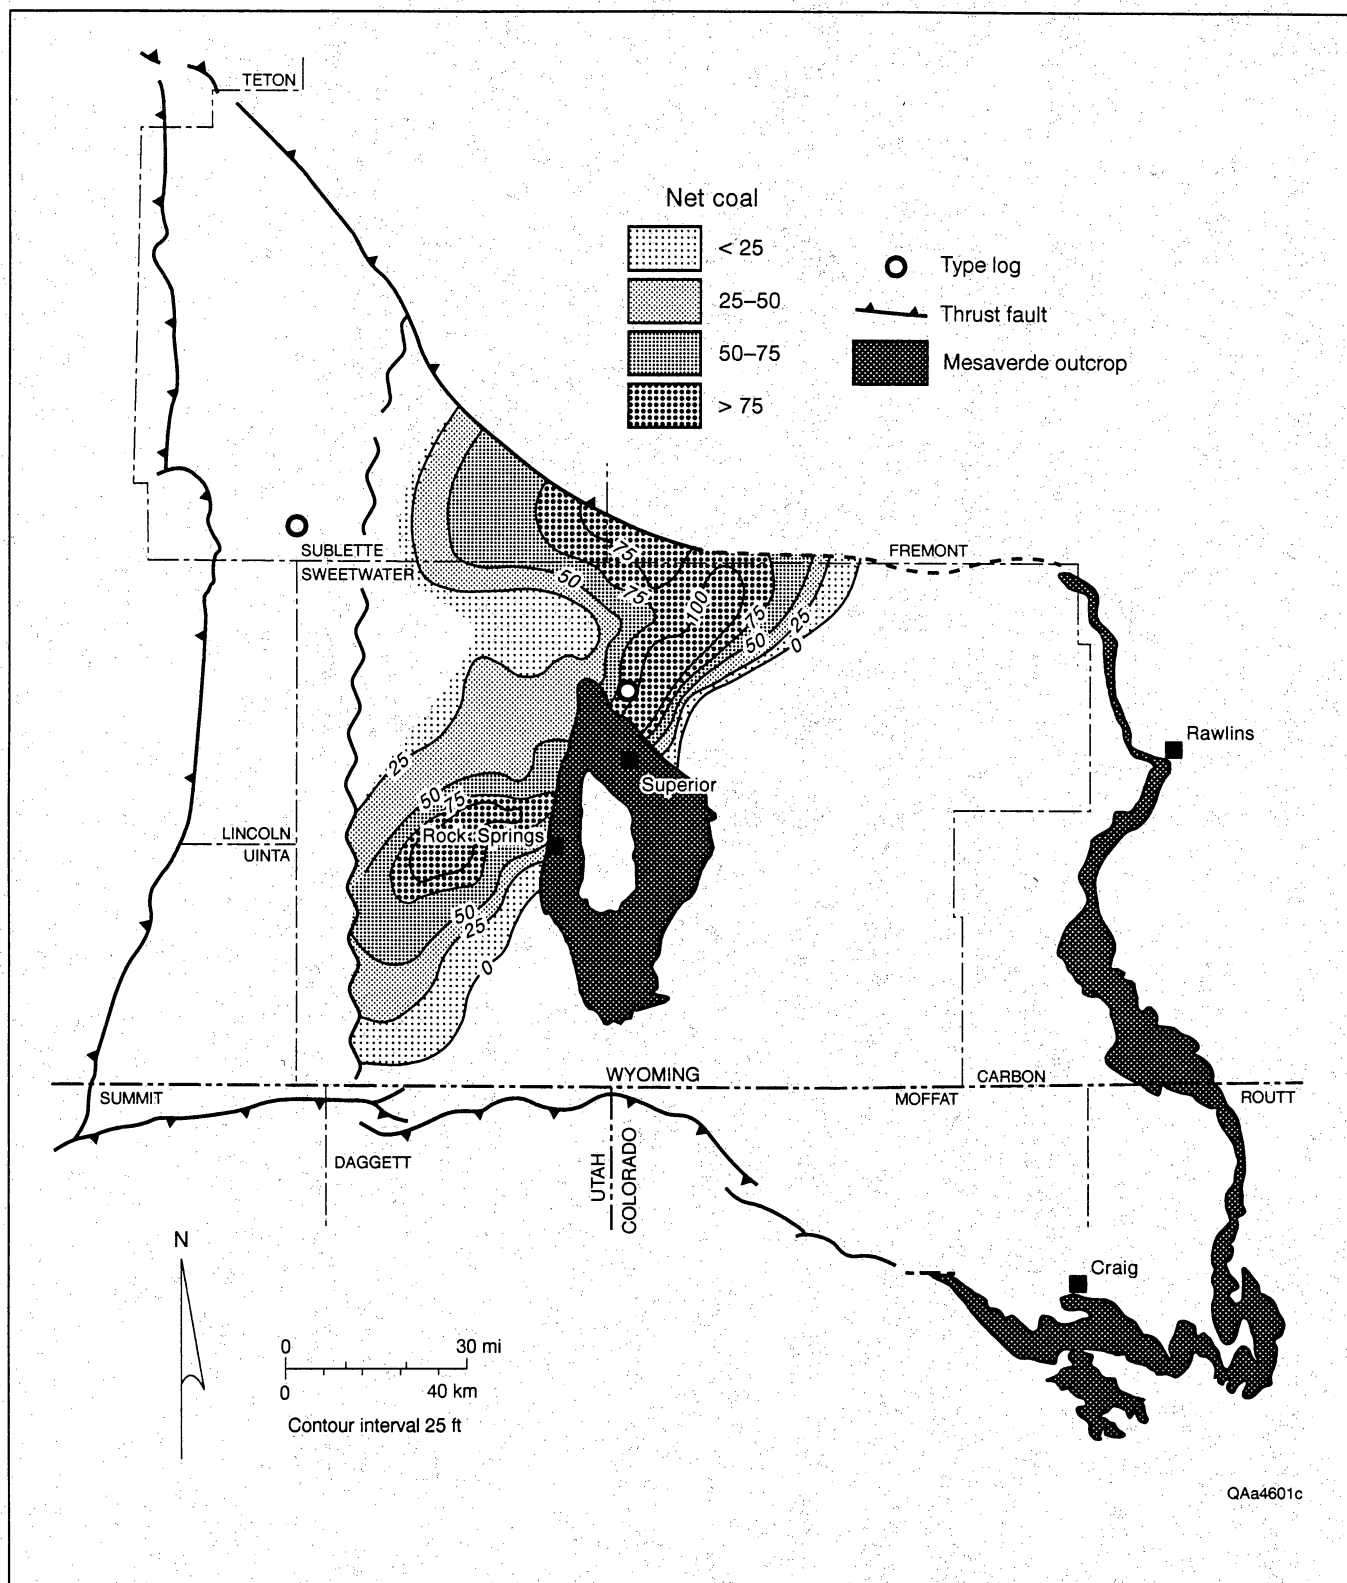 TETON
Net coal
< 25
25–50
50–75
> 75
Type log
Thrust fault
Mesaverde outcrop
SUBLETTE
SWEETWATER
FREMONT
75
50
75
100
75
50
25
0
Rawlins
25
50
75
Superior
Rock Springs
LINCOLN
UINTA
50
25
0
WYOMING
CARBON
SUMMIT
MOFFAT
ROUTT
DAGGETT
UTAH
COLORADO
N
Craig
0 30 mi
0 40 km
Contour interval 25 ft
QAa4601c